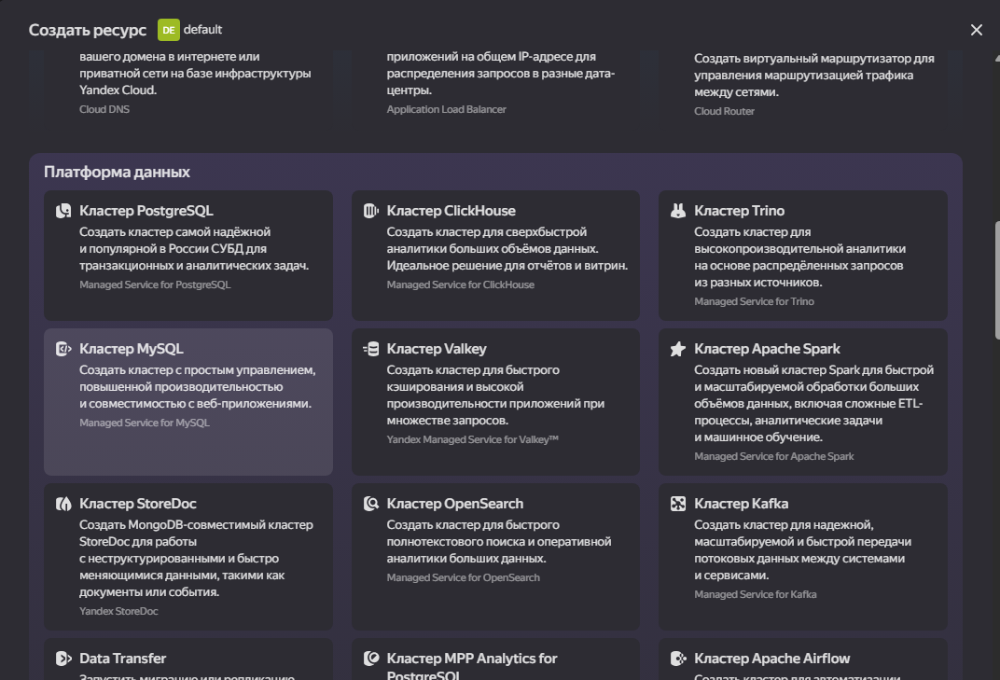 Создать ресурс DE default
вашего домена в интернете или
приватной сети на базе инфраструктуры
Yandex Cloud.
Cloud DNS
приложений на общем IP-адресе для
распределения запросов в разные дата-
центры.
Application Load Balancer
Создать виртуальный маршрутизатор для
управления маршрутизацией трафика
между сетями.
Cloud Router
Платформа данных
Кластер PostgreSQL
Создать кластер самой надёжной
и популярной в России СУБД для
транзакционных и аналитических задач.
Managed Service for PostgreSQL
Кластер ClickHouse
Создать кластер для сверхбыстрой
аналитики больших объёмов данных.
Идеальное решение для отчётов и витрин.
Managed Service for ClickHouse
Кластер Trino
Создать кластер для
высокопроизводительной аналитики
на основе распределённых запросов
из разных источников.
Managed Service for Trino
Кластер MySQL
Создать кластер с простым управлением,
повышенной производительностью
и совместимостью с веб-приложениями.
Managed Service for MySQL
Кластер Valkey
Создать кластер для быстрого
кэширования и высокой
производительности приложений при
множестве запросов.
Yandex Managed Service for Valkey™
Кластер Apache Spark
Создать новый кластер Spark для быстрой
и масштабируемой обработки больших
объёмов данных, включая сложные ETL-
процессы, аналитические задачи
и машинное обучение.
Managed Service for Apache Spark
Кластер StoreDoc
Создать MongoDB-совместимый кластер
StoreDoc для работы
с неструктурированными и быстро
меняющимися данными, такими как
документы или события.
Yandex StoreDoc
Кластер OpenSearch
Создать кластер для быстрого
полнотекстового поиска и оперативной
аналитики больших данных.
Managed Service for OpenSearch
Кластер Kafka
Создать кластер для надежной,
масштабируемой и быстрой передачи
потоковых данных между системами
и сервисами.
Managed Service for Kafka
Data Transfer
Запустить миграцию или репликацию
Кластер MPP Analytics for
PostgreSQL
Кластер Apache Airflow
Создать кластер для автоматизации